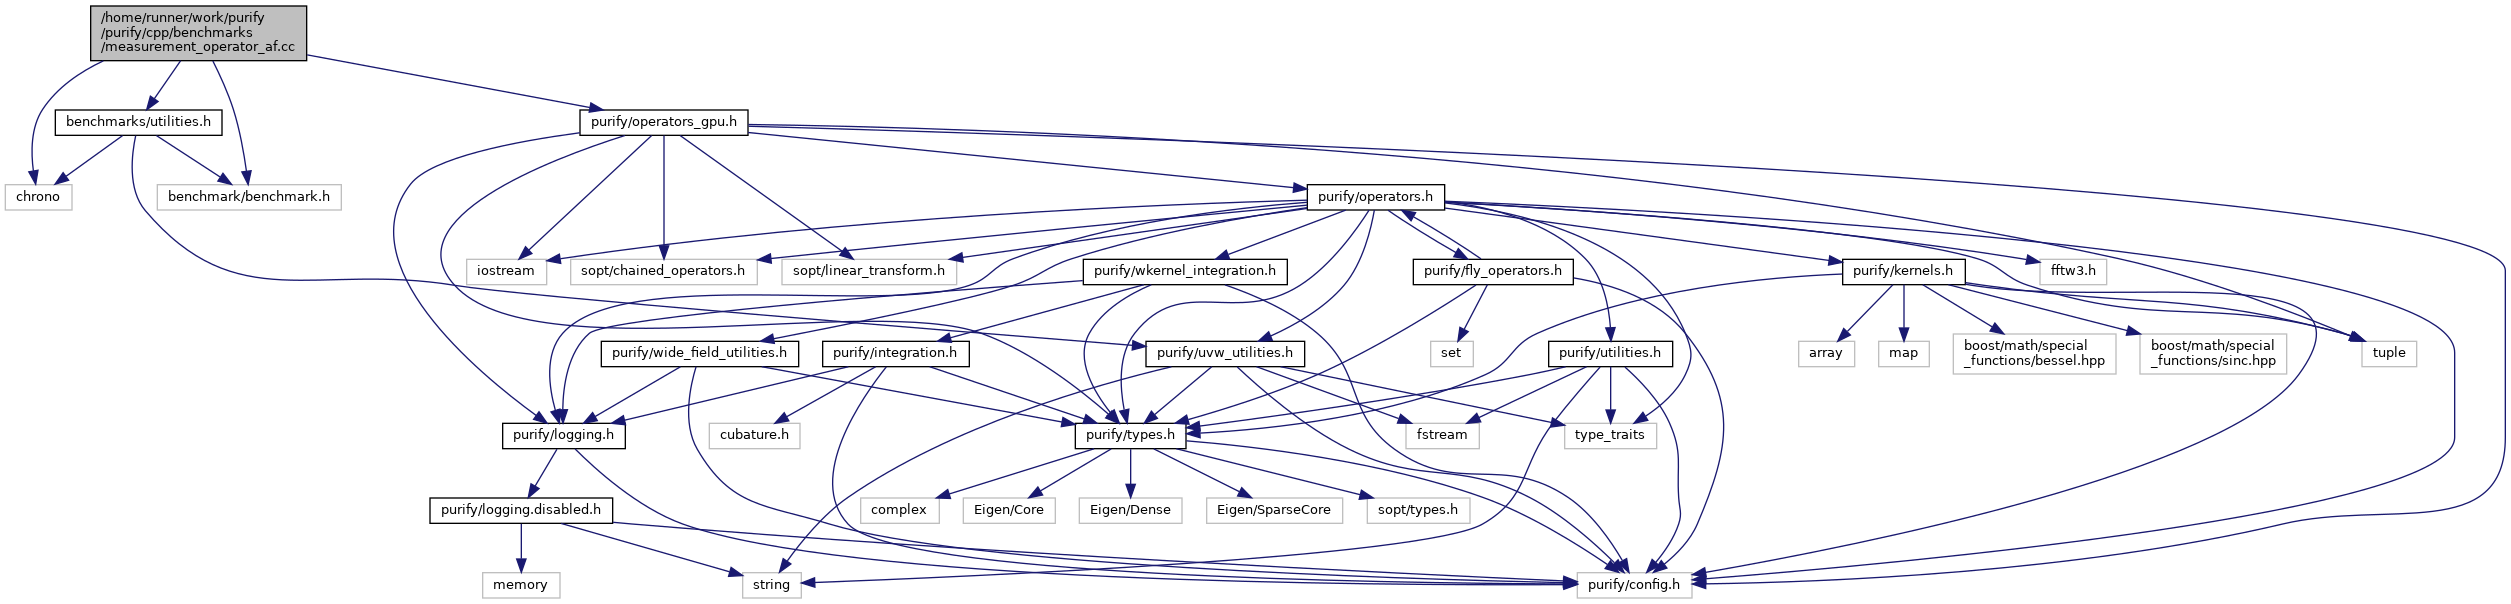 /home/runner/work/purify
/purify/cpp/benchmarks
/measurement_operator_af.cc
benchmarks/utilities.h
purify/operators_gpu.h
chrono
benchmark/benchmark.h
purify/operators.h
iostream
sopt/chained_operators.h
sopt/linear_transform.h
purify/wkernel_integration.h
purify/fly_operators.h
purify/kernels.h
fftw3.h
purify/wide_field_utilities.h
purify/integration.h
purify/uvw_utilities.h
set
purify/utilities.h
array
map
boost/math/special
_functions/bessel.hpp
boost/math/special
_functions/sinc.hpp
tuple
purify/logging.h
cubature.h
purify/types.h
fstream
type_traits
purify/logging.disabled.h
complex
Eigen/Core
Eigen/Dense
Eigen/SparseCore
sopt/types.h
memory
string
purify/config.h